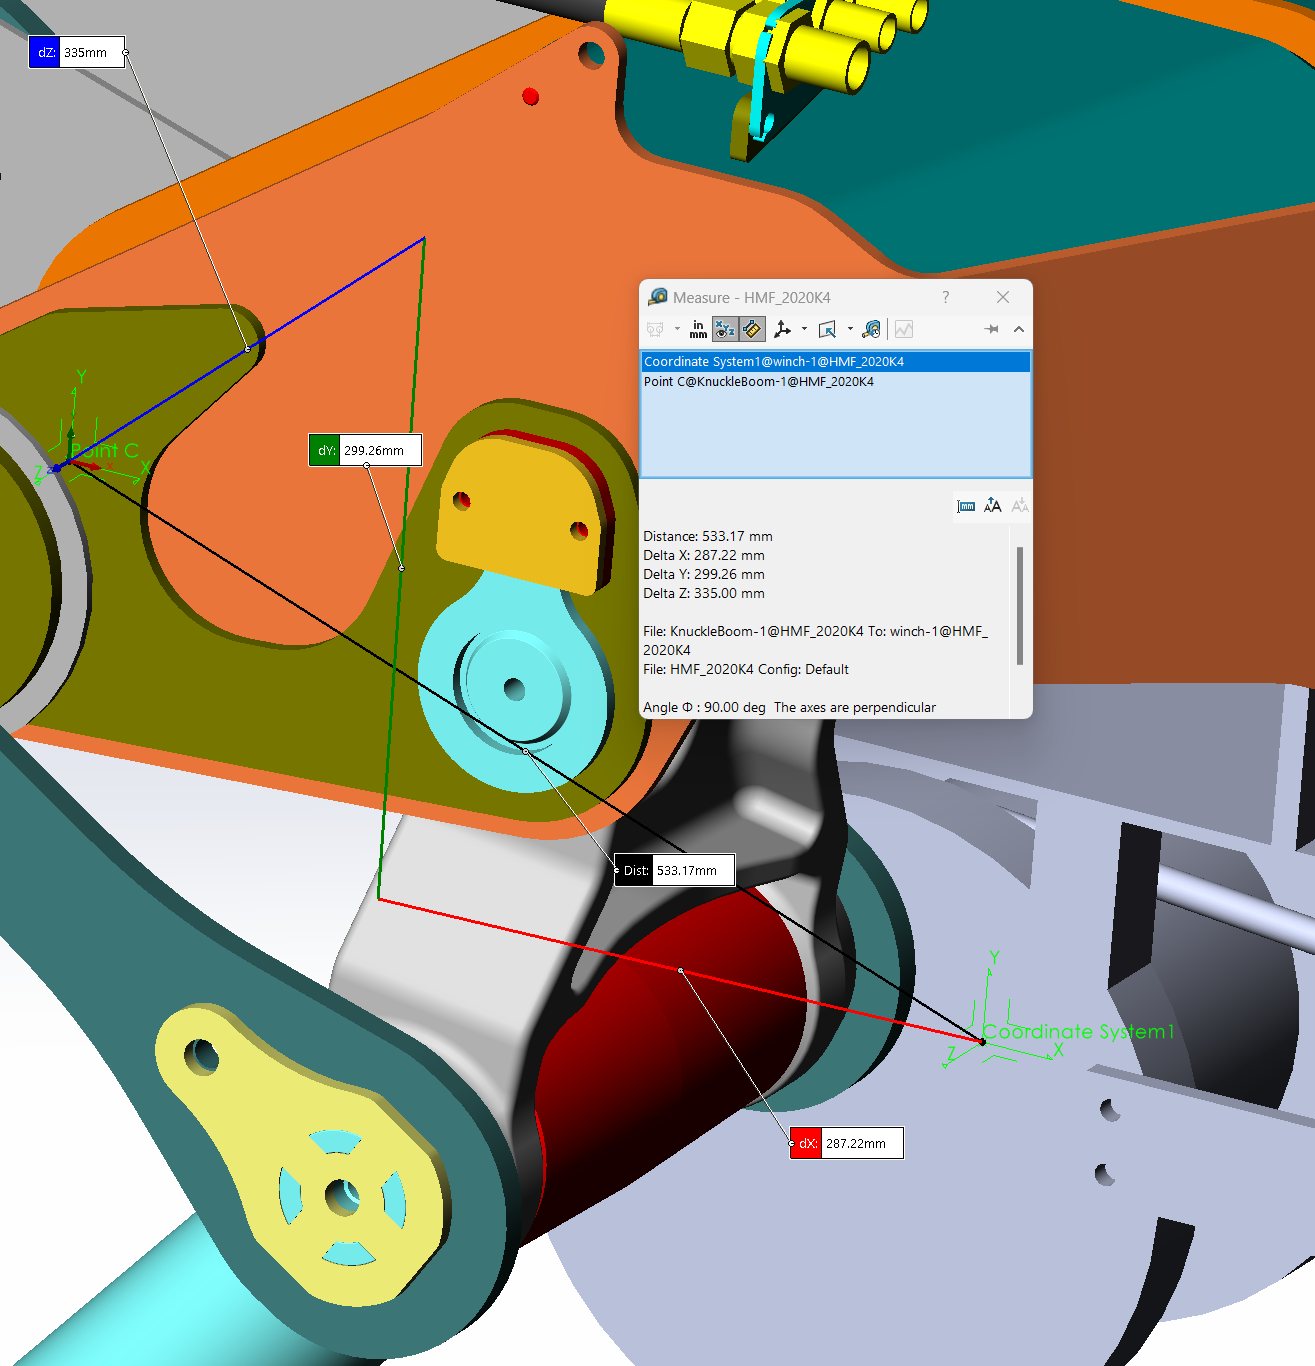 dZ: 335mm
Measure - HMF_2020K4
?
in
mm
Coordinate System1@winch-1@HMF_2020K4
Point C@KnuckleBoom-1@HMF_2020K4
Y
Point C
Z
X
dY: 299.26mm
Distance: 533.17 mm
Delta X: 287.22 mm
Delta Y: 299.26 mm
Delta Z: 335.00 mm
File: KnuckleBoom-1@HMF_2020K4 To: winch-1@HMF_
2020K4
File: HMF_2020K4 Config: Default
Angle Φ : 90.00 deg  The axes are perpendicular
Dist: 533.17mm
Y
Coordinate System1
Z
X
dX: 287.22mm